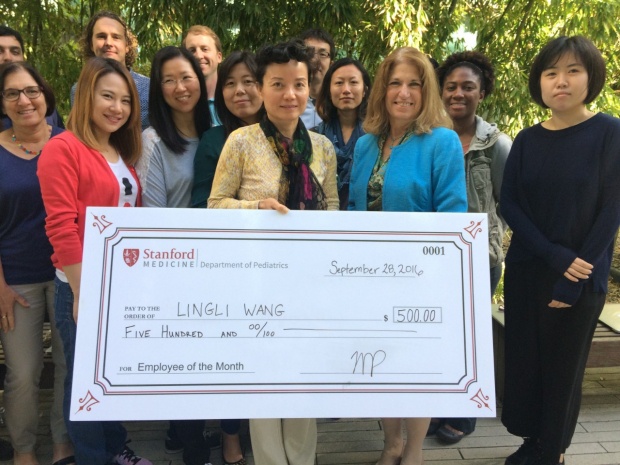 0001
Stanford
MEDICINE | Department of Pediatrics
September 28, 2016
PAY TO THE
ORDER OF LINGLI WANG $ 500.00
FIVE HUNDRED AND 00/100
FOR Employee of the Month